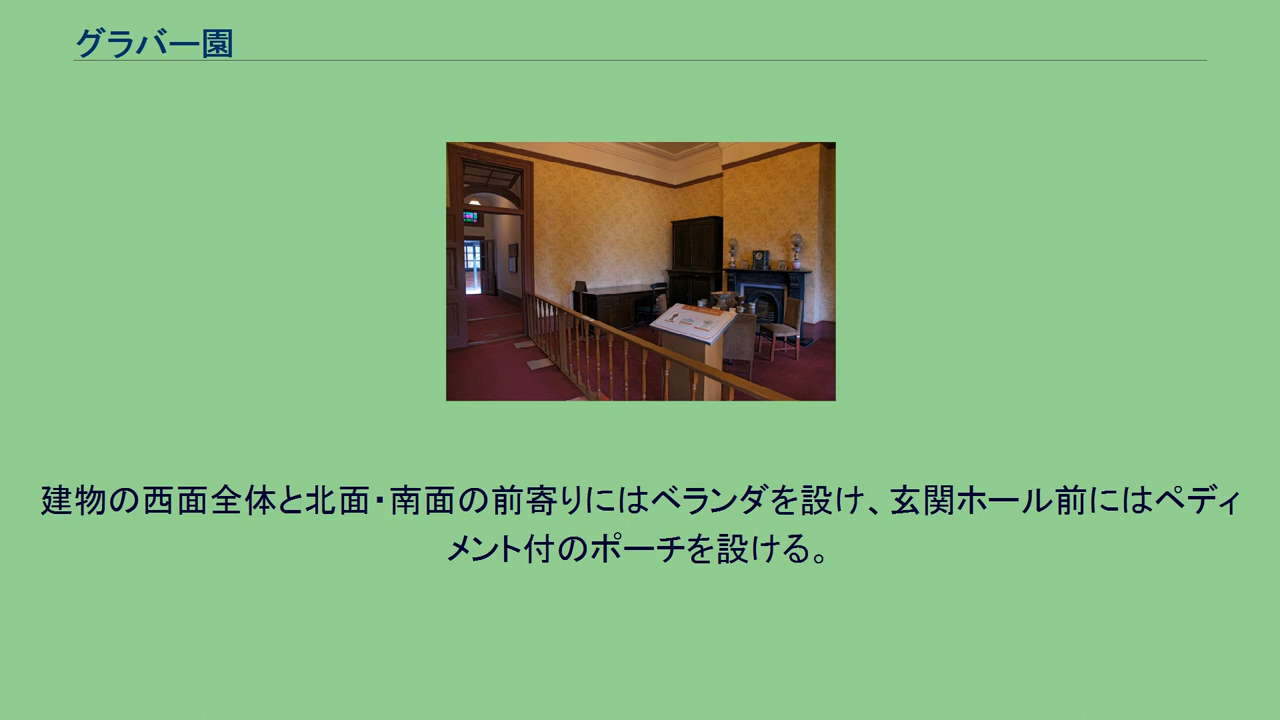 グラバー園
建物の西面全体と北面・南面の前寄りにはベランダを設け、玄関ホール前にはペディ
メント付のポーチを設ける。